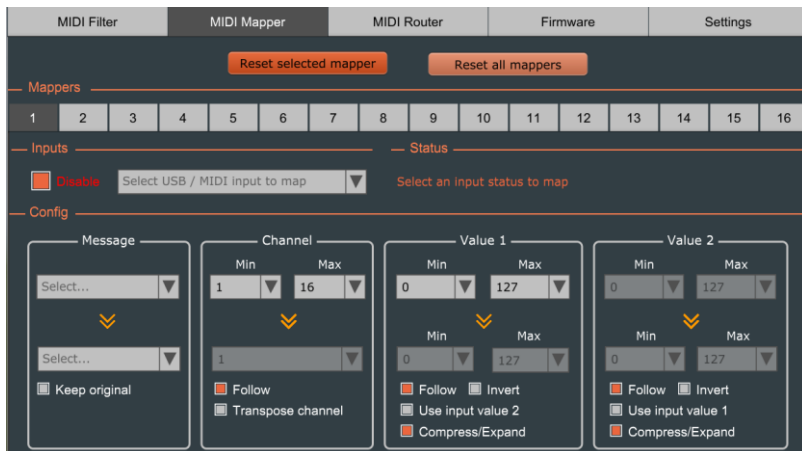 MIDI Filter MIDI Mapper MIDI Router Firmware Settings
Reset selected mapper Reset all mappers
Mappers
1 2 3 4 5 6 7 8 9 10 11 12 13 14 15 16
Inputs Status
Disable Select USB / MIDI input to map Select an input status to map
Config
Message Channel Value 1 Value 2
Min Max Min Max Min Max
Select... 1 16 0 127 0 127
Min Max Min Max
Select... 1 0 127 0 127
Keep original Follow Follow Invert Follow Invert
Transpose channel Use input value 2 Use input value 1
Compress/Expand Compress/Expand